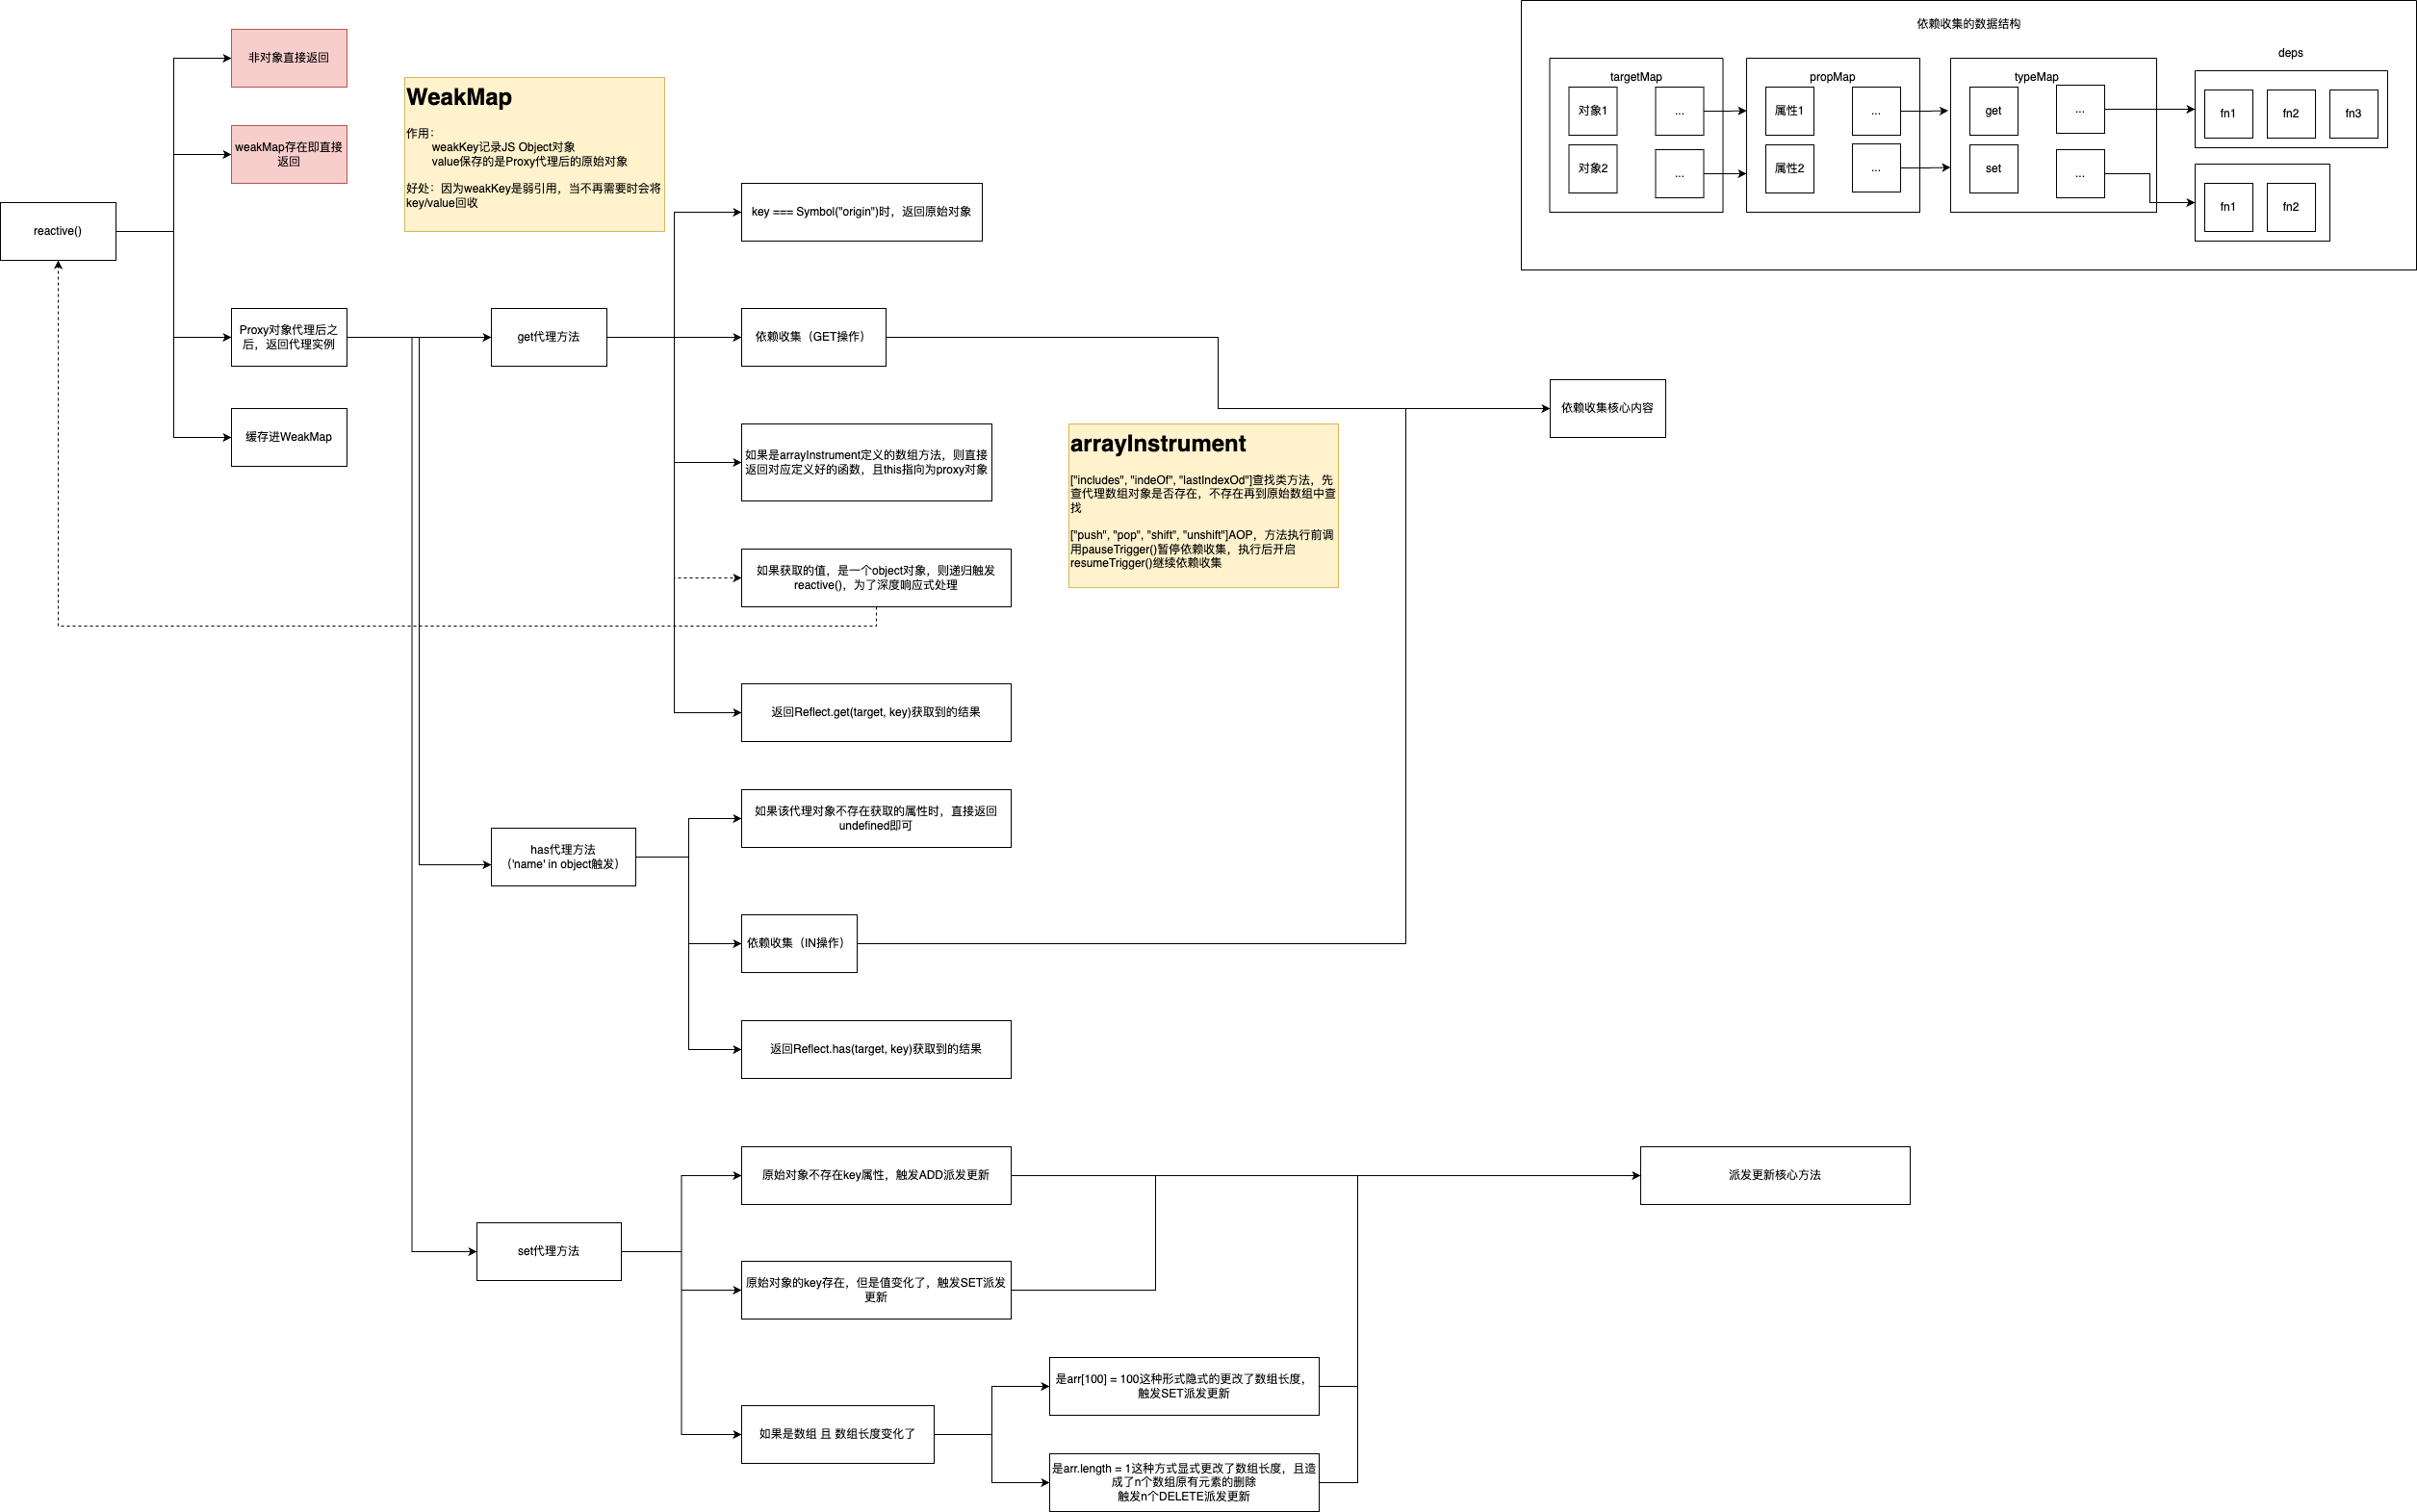 依赖收集的数据结构
deps
targetMap
propMap
typeMap
对象1
...
属性1
...
get
...
fn1
fn2
fn3
对象2
...
属性2
...
set
...
fn1
fn2
非对象直接返回
weakMap存在即直接
返回
WeakMap
作用：
weakKey记录JS Object对象
value保存的是Proxy代理后的原始对象
好处：因为weakKey是弱引用，当不再需要时会将
key/value回收
reactive()
key === Symbol("origin")时，返回原始对象
Proxy对象代理后之
后，返回代理实例
get代理方法
依赖收集（GET操作）
依赖收集核心内容
缓存进WeakMap
如果是arrayInstrument定义的数组方法，则直接
返回对应定义好的函数，且this指向为proxy对象
arrayInstrument
["includes", "indeOf", "lastIndexOd"]查找类方法，先
查代理数组对象是否存在，不存在再到原始数组中查
找
["push", "pop", "shift", "unshift"]AOP，方法执行前调
用pauseTrigger()暂停依赖收集，执行后开启
resumeTrigger()继续依赖收集
如果获取的值，是一个object对象，则递归触发
reactive()，为了深度响应式处理
返回Reflect.get(target, key)获取到的结果
如果该代理对象不存在获取的属性时，直接返回
undefined即可
has代理方法
（'name' in object触发）
依赖收集（IN操作）
返回Reflect.has(target, key)获取到的结果
原始对象不存在key属性，触发ADD派发更新
派发更新核心方法
set代理方法
原始对象的key存在，但是值变化了，触发SET派发
更新
是arr[100] = 100这种形式隐式的更改了数组长度，
触发SET派发更新
如果是数组 且 数组长度变化了
是arr.length = 1这种方式显式更改了数组长度，且造
成了n个数组原有元素的删除
触发n个DELETE派发更新